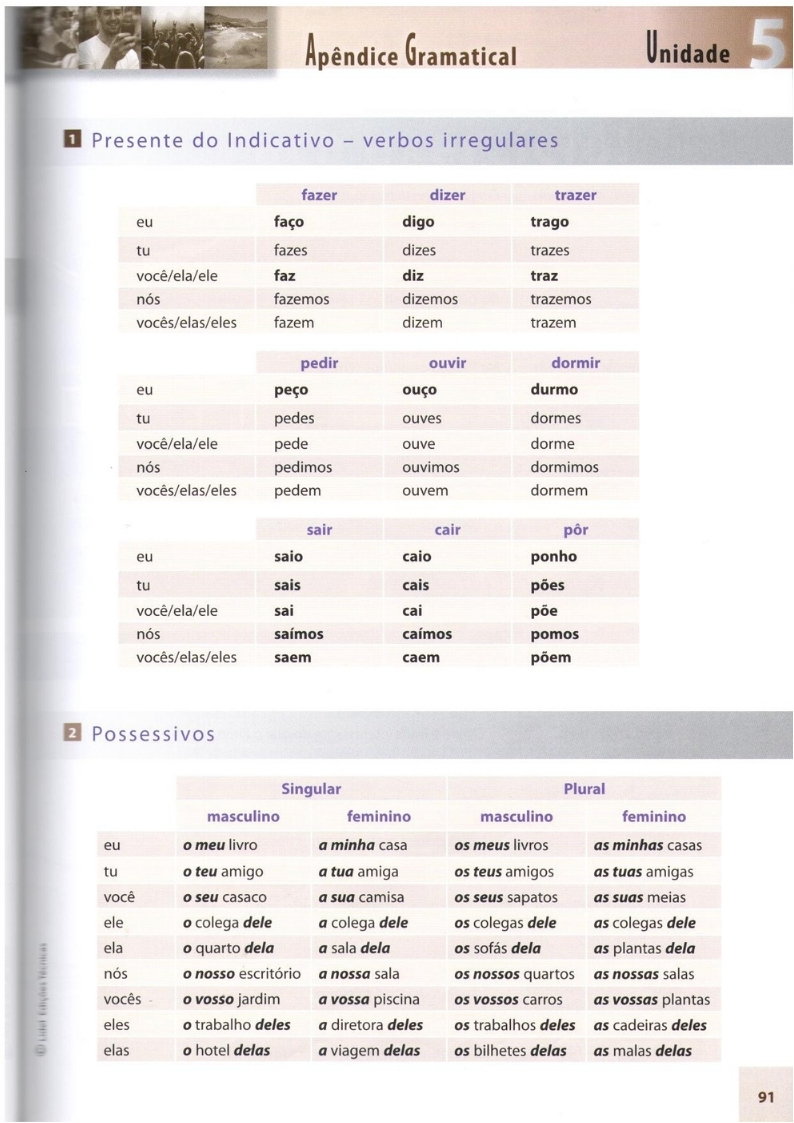 Apêndice Gramatical Unidade 5
1 Presente do Indicativo – verbos irregulares
fazer dizer trazer
eu faço digo trago
tu fazes dizes trazes
você/ela/ele faz diz traz
nós fazemos dizemos trazemos
vocês/elas/eles fazem dizem trazem
pedir ouvir dormir
eu peço ouço durmo
tu pedes ouves dormes
você/ela/ele pede ouve dorme
nós pedimos ouvimos dormimos
vocês/elas/eles pedem ouvem dormem
sair cair pôr
eu saio caio ponho
tu sais cais pões
você/ela/ele sai cai põe
nós saímos caímos pomos
vocês/elas/eles saem caem põem
2 Possessivos
Singular Plural
masculino feminino masculino feminino
eu o meu livro a minha casa os meus livros as minhas casas
tu o teu amigo a tua amiga os teus amigos as tuas amigas
você o seu casaco a sua camisa os seus sapatos as suas meias
ele o colega dele a colega dele os colegas dele as colegas dele
ela o quarto dela a sala dela os sofás dela as plantas dela
nós o nosso escritório a nossa sala os nossos quartos as nossas salas
vocês o vosso jardim a vossa piscina os vossos carros as vossas plantas
eles o trabalho deles a diretora deles os trabalhos deles as cadeiras deles
elas o hotel delas a viagem delas os bilhetes delas as malas delas
© Lidel Edições Técnicas
91